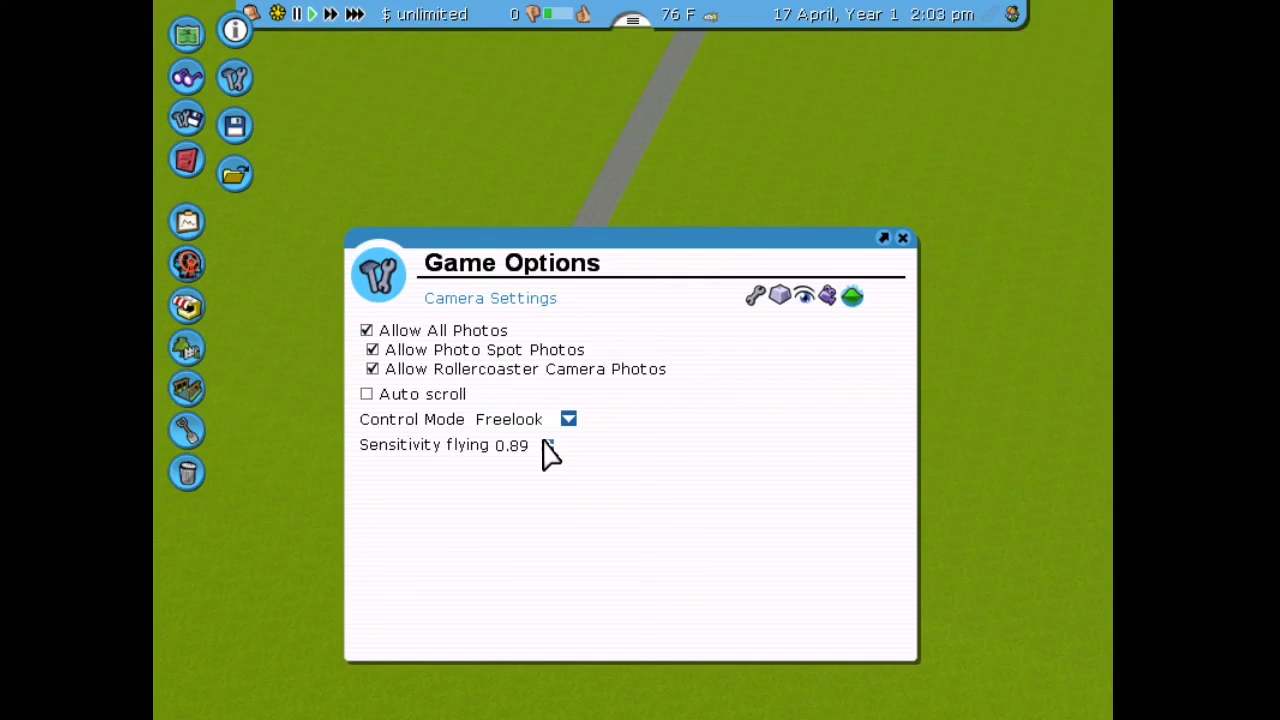 $ unlimited 0 76 F 17 April, Year 1 2:03 pm
Game Options
Camera Settings
Allow All Photos
Allow Photo Spot Photos
Allow Rollercoaster Camera Photos
Auto scroll
Control Mode Freelook
Sensitivity flying 0.89